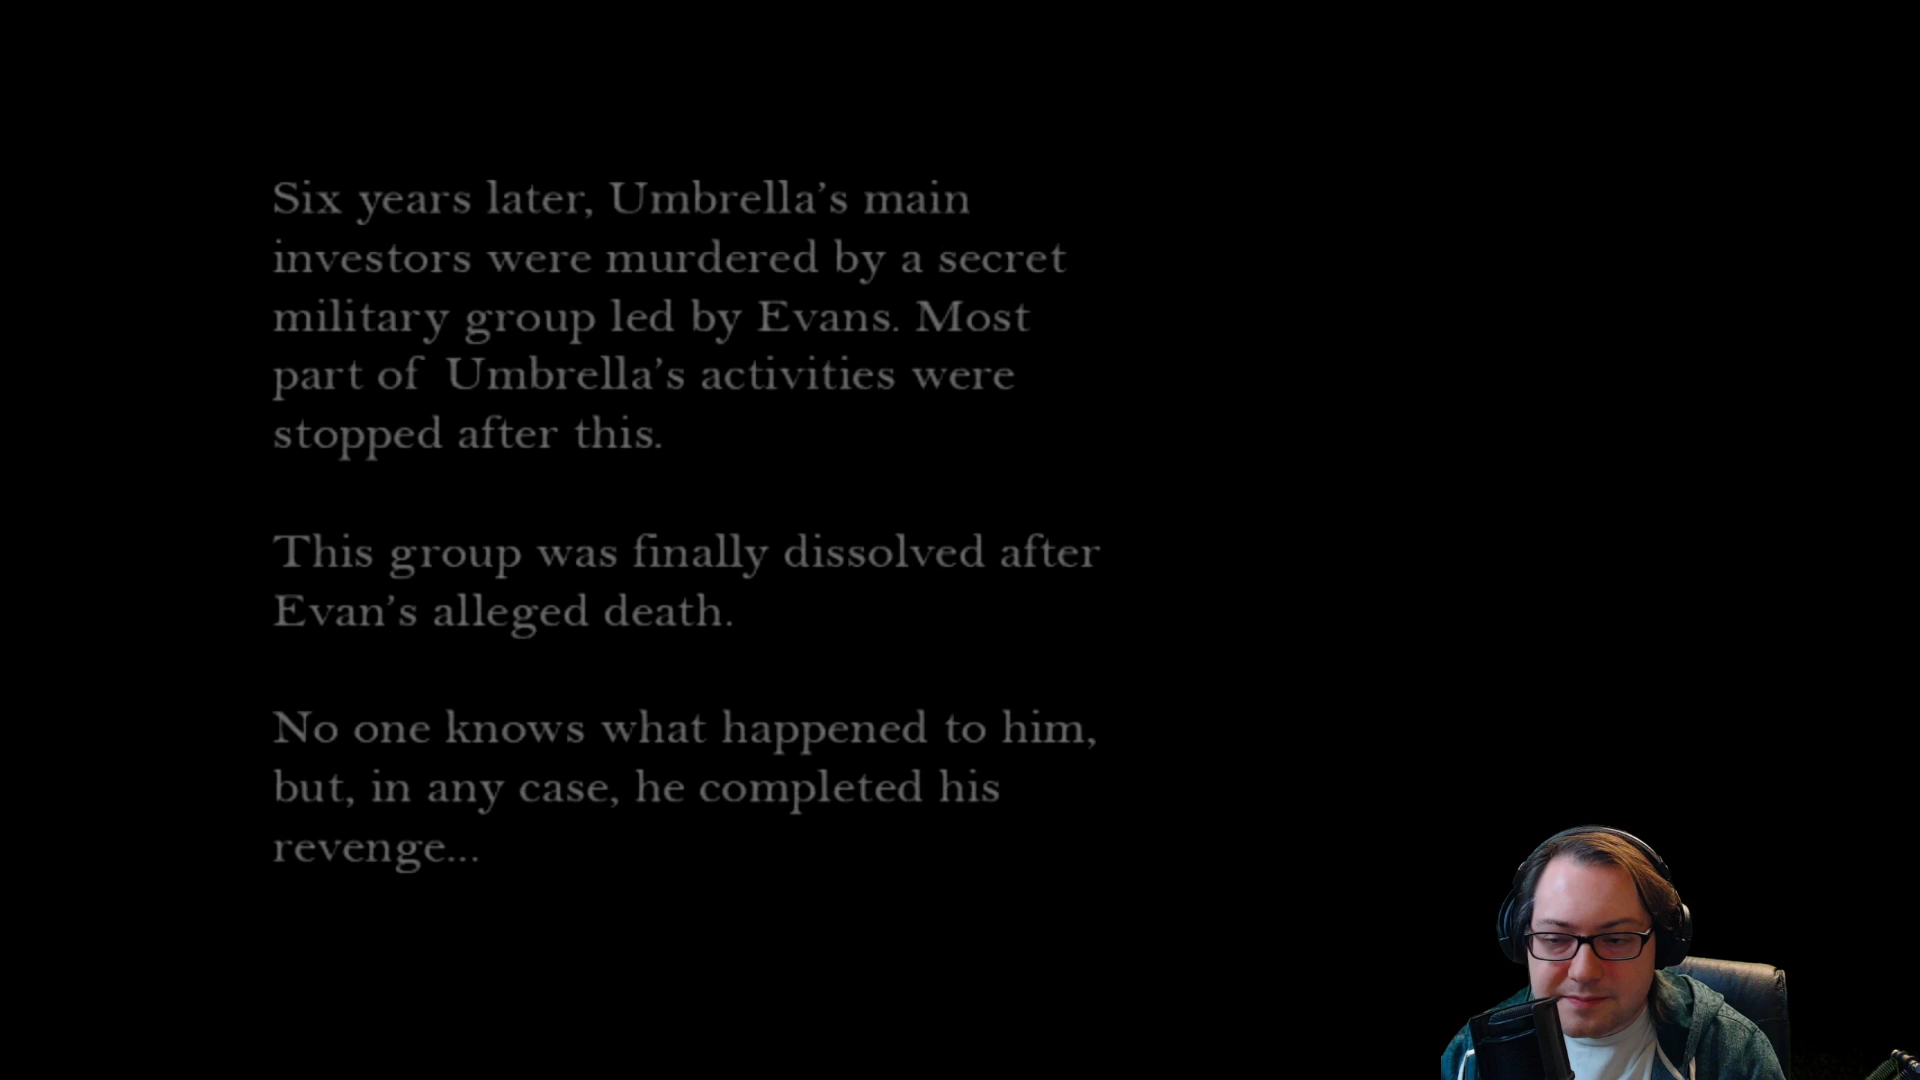 Six years later, Umbrella’s main
investors were murdered by a secret
military group led by Evans. Most
part of Umbrella’s activities were
stopped after this.
This group was finally dissolved after
Evan’s alleged death.
No one knows what happened to him,
but, in any case, he completed his
revenge...